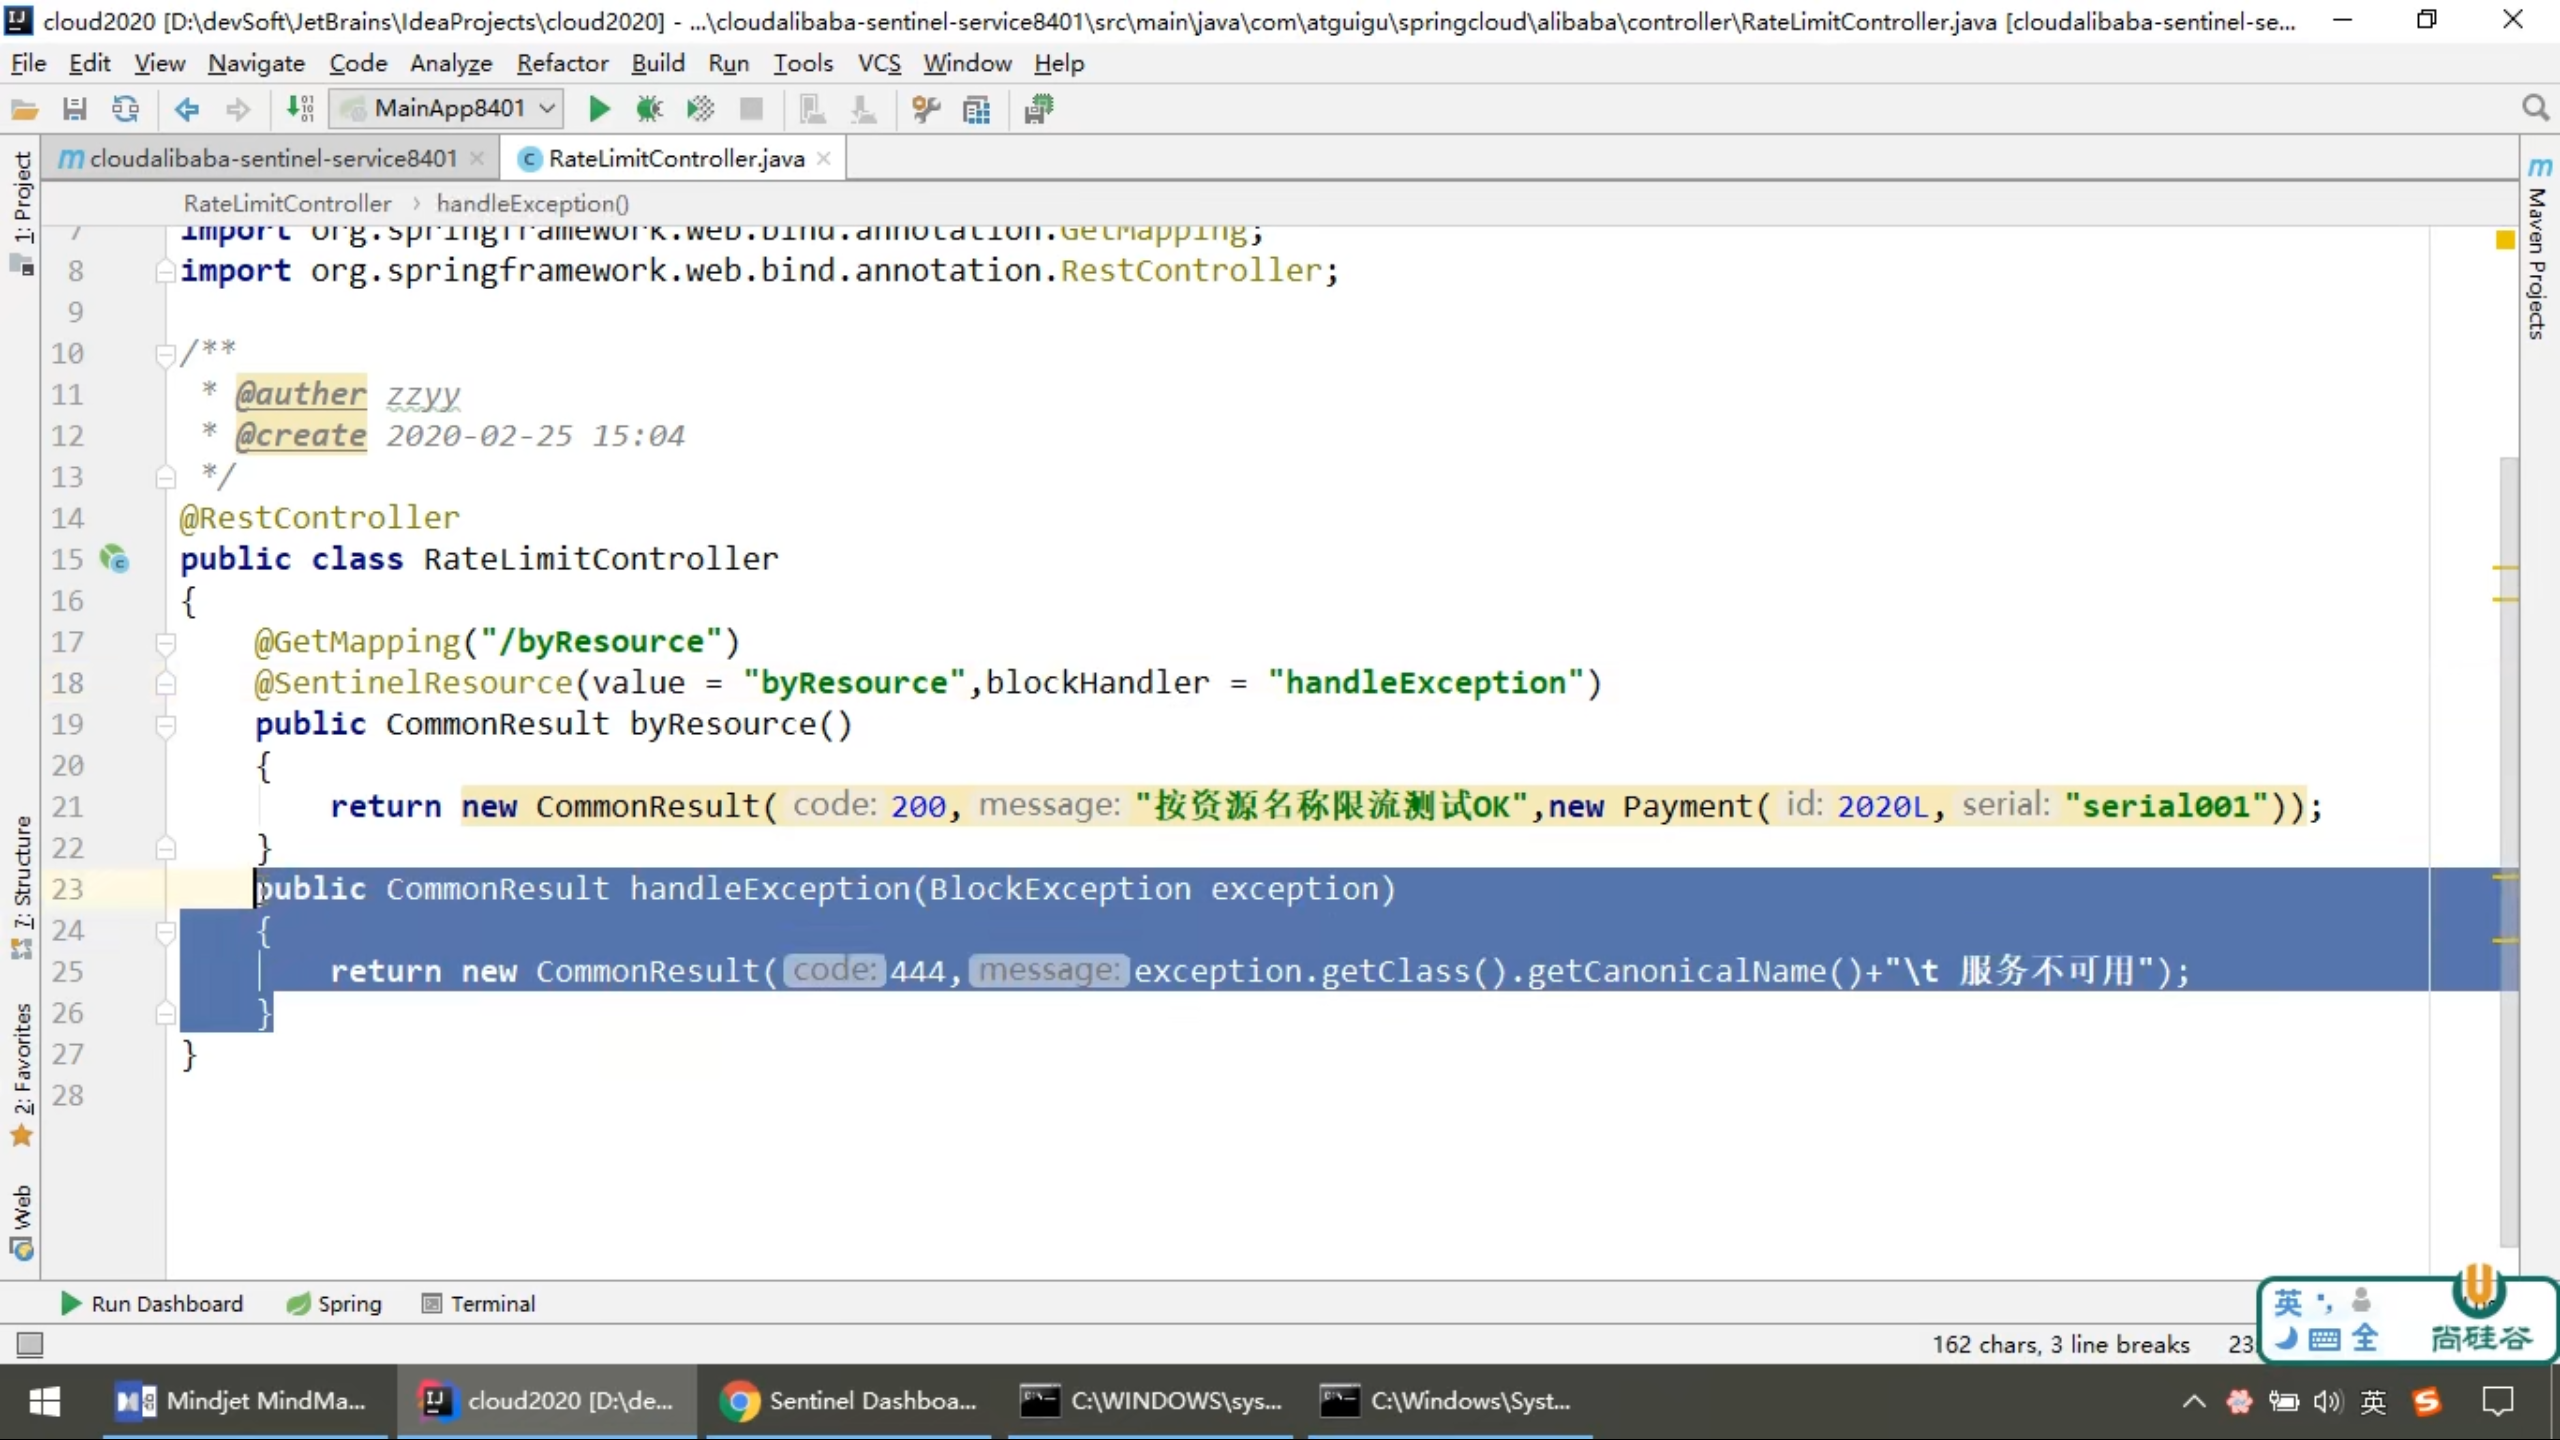 cloud2020 [D:\devSoft\JetBrains\IdeaProjects\cloud2020] - ...\cloudalibaba-sentinel-service8401\src\main\java\com\atguigu\springcloud\alibaba\controller\RateLimitController.java [cloudalibaba-sentinel-se...
File Edit View Navigate Code Analyze Refactor Build Run Tools VCS Window Help
MainApp8401
cloudalibaba-sentinel-service8401 RateLimitController.java
RateLimitController handleException()
7 import org.springframework.web.bind.annotation.GetMapping;
8 import org.springframework.web.bind.annotation.RestController;
9
10 /**
11 * @auther zzyy
12 * @create 2020-02-25 15:04
13 */
14 @RestController
15 public class RateLimitController
16 {
17 @GetMapping("/byResource")
18 @SentinelResource(value = "byResource",blockHandler = "handleException")
19 public CommonResult byResource()
20 {
21 return new CommonResult( code: 200, message: "按资源名称限流测试OK",new Payment( id: 2020L, serial: "serial001"));
22 }
23 public CommonResult handleException(BlockException exception)
24 {
25 return new CommonResult( code: 444, message: exception.getClass().getCanonicalName()+"\t 服务不可用");
26 }
27 }
28
1: Project
7: Structure
2: Favorites
Web
Maven Projects
Run Dashboard Spring Terminal
162 chars, 3 line breaks 23:
英 全
尚硅谷
Mindjet MindMa... cloud2020 [D:\de... Sentinel Dashboa... C:\WINDOWS\sys... C:\Windows\Syst... 英